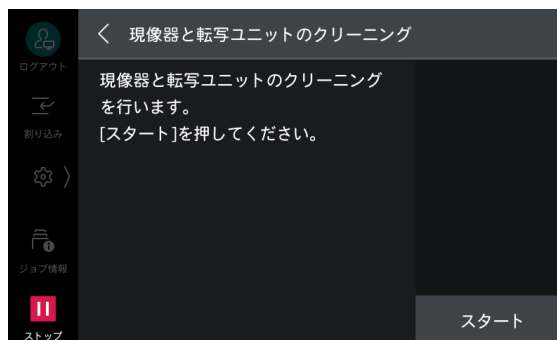 現像器と転写ユニットのクリーニング
ログアウト
現像器と転写ユニットのクリーニング
を行います。
[スタート]を押してください。
割り込み
ジョブ情報
ストップ
スタート